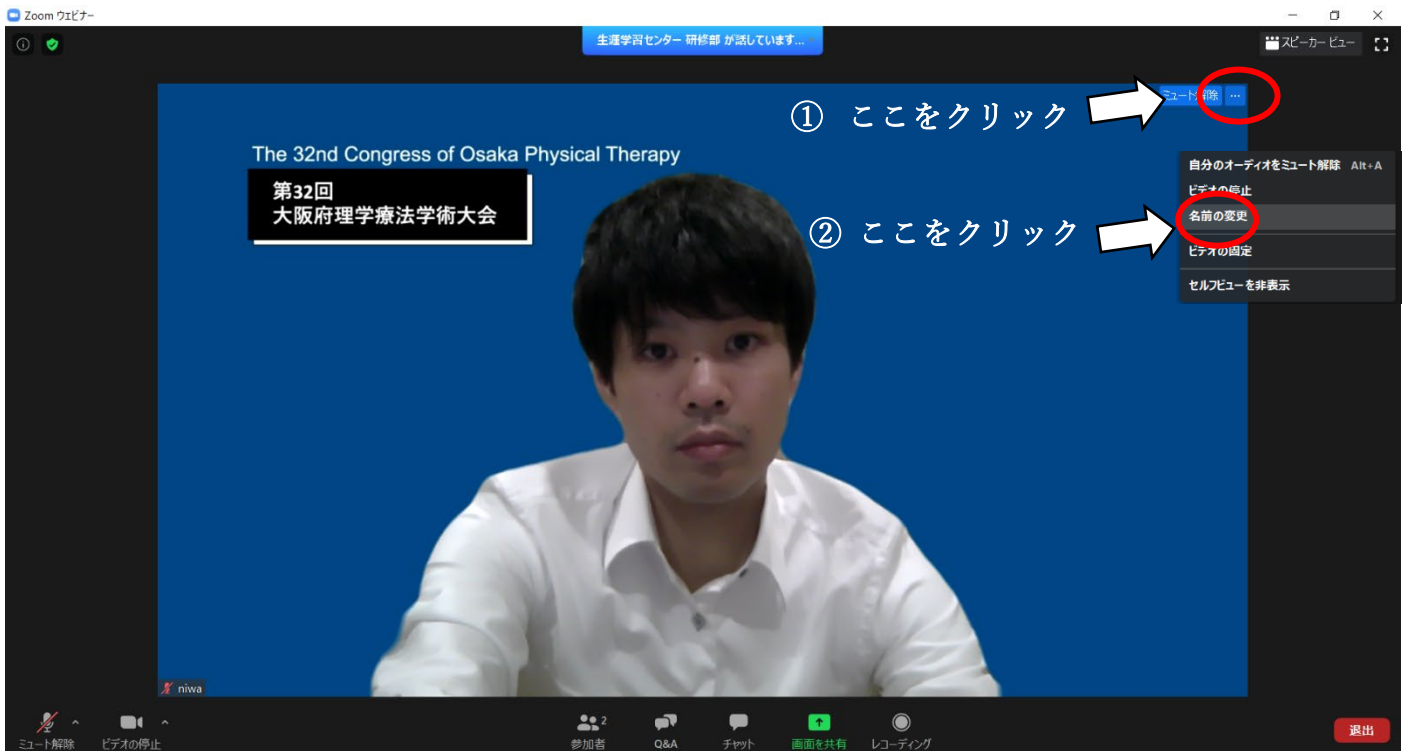 Zoom ウェビナー
生涯学習センター 研修部 が話しています...
スピーカー ビュー
ミュート解除 ...
① ここをクリック
The 32nd Congress of Osaka Physical Therapy
第32回
大阪府理学療法学術大会
自分のオーディオをミュート解除 Alt+A
ビデオの停止
名前の変更
② ここをクリック
ビデオの固定
セルフビューを非表示
niwa
ミュート解除
ビデオの停止
2
参加者
Q&A
チャット
画面を共有
レコーディング
退出